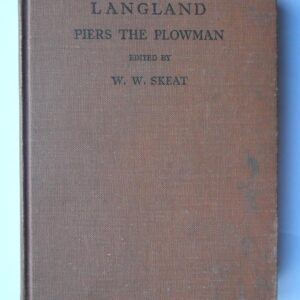 LANGLAND
PIERS THE PLOWMAN
EDITED BY
W. W. SKEAT